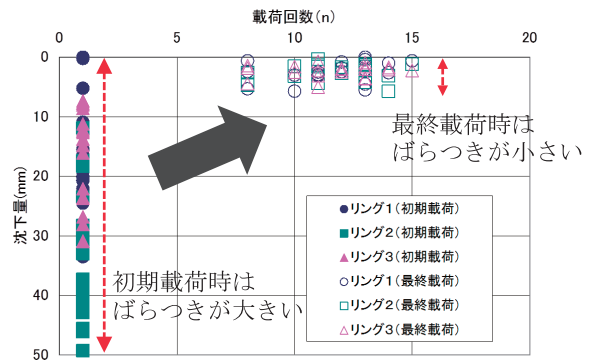 載荷回数(n)
0 5 10 15 20
0
10
20
30
40
50
沈下量(mm)
最終載荷時は
ばらつきが小さい
初期載荷時は
ばらつきが大きい
リング1(初期載荷)
リング2(初期載荷)
リング3(初期載荷)
リング1(最終載荷)
リング2(最終載荷)
リング3(最終載荷)